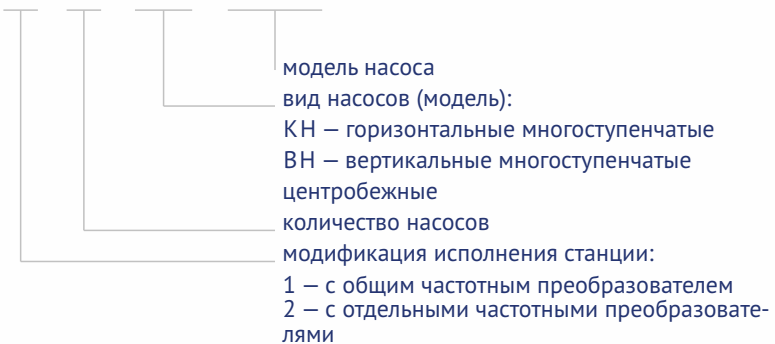 модель насоса
вид насосов (модель):
КН — горизонтальные многоступенчатые
ВН — вертикальные многоступенчатые
центробежные
количество насосов
модификация исполнения станции:
1 — с общим частотным преобразователем
2 — с отдельными частотными преобразовате-
лями